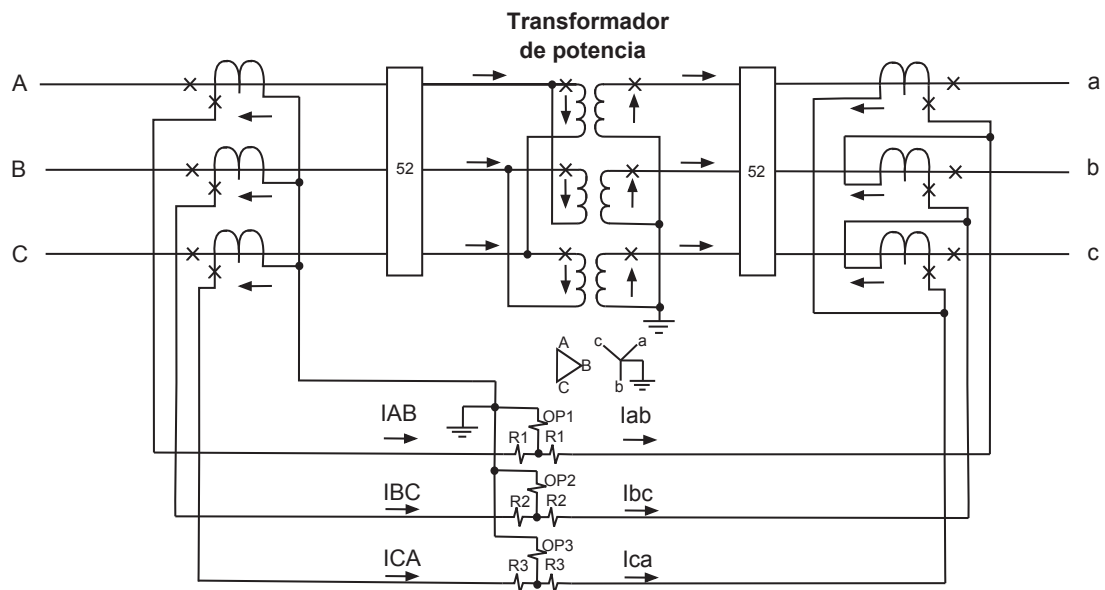 Transformador
de potencia
A
a
B
52
52
b
C
c
A
B
C
c
a
b
IAB
OP1
Iab
R1
R1
IBC
OP2
Ibc
R2
R2
ICA
OP3
Ica
R3
R3